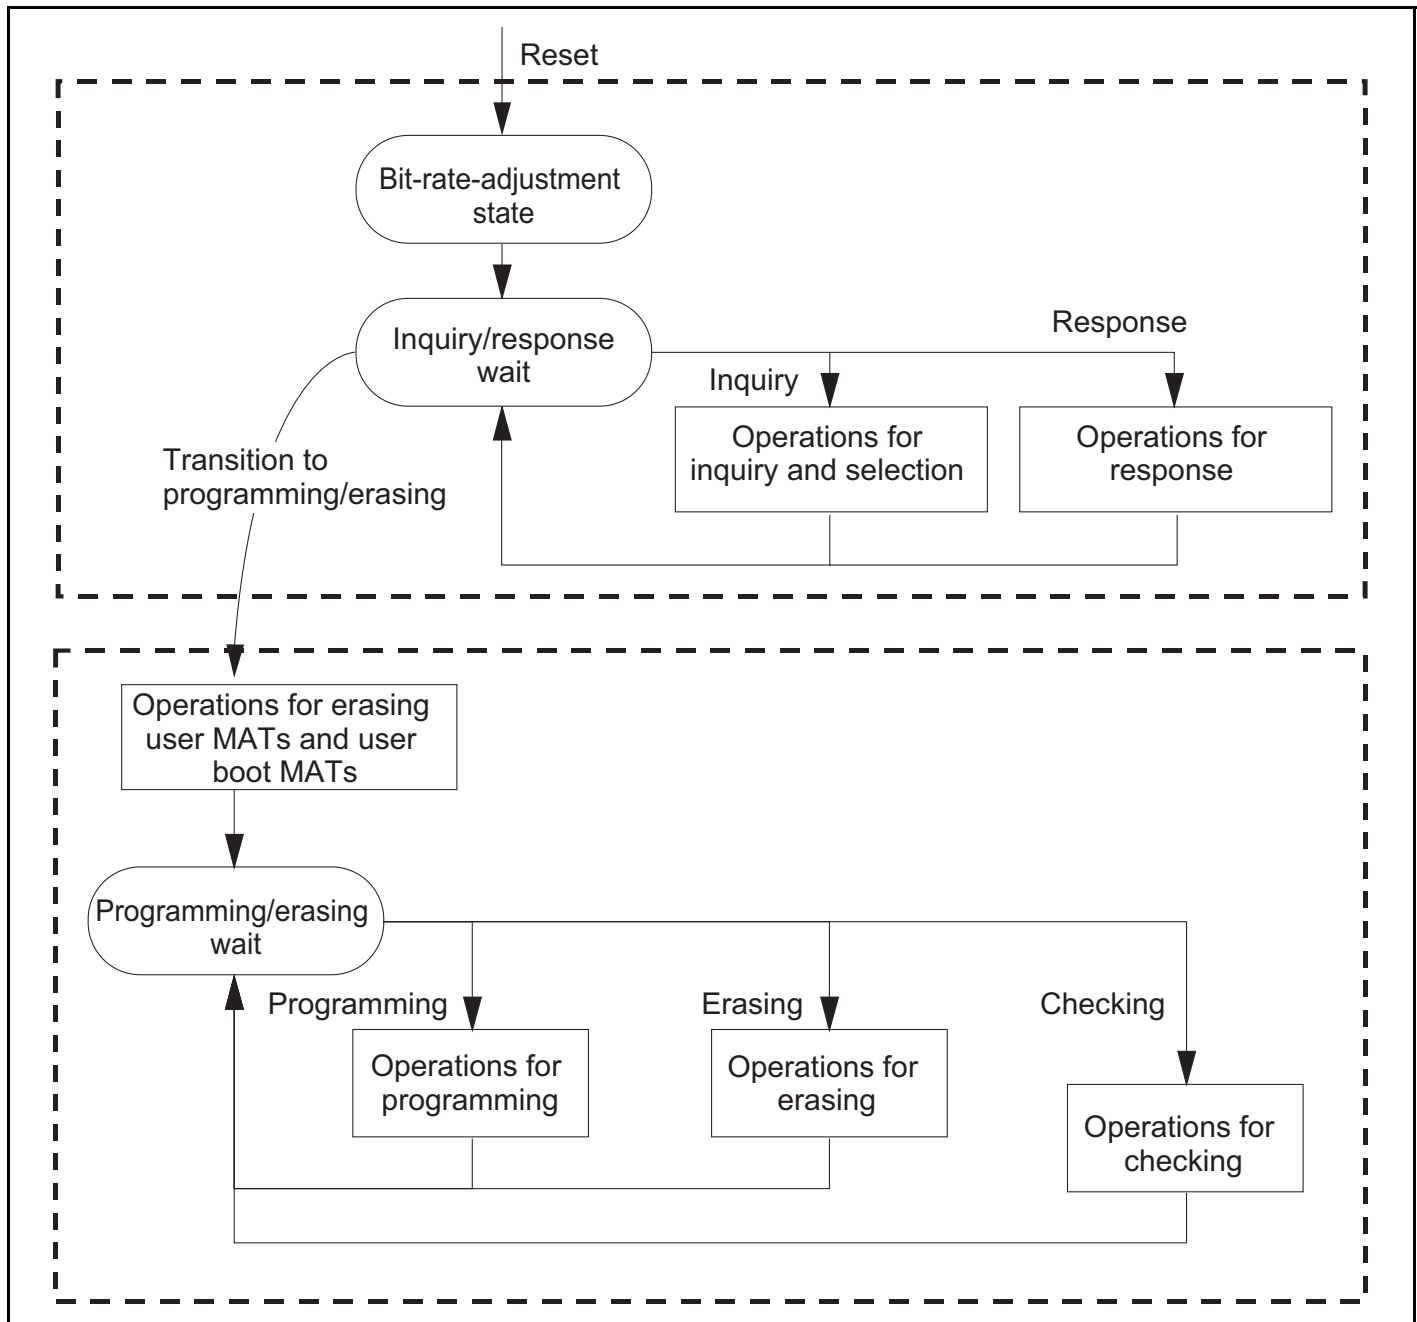 Reset
Bit-rate-adjustment
state
Inquiry/response
wait
Response
Inquiry
Operations for
inquiry and selection
Operations for
response
Transition to
programming/erasing
Operations for erasing
user MATs and user
boot MATs
Programming/erasing
wait
Programming
Erasing
Checking
Operations for
programming
Operations for
erasing
Operations for
checking